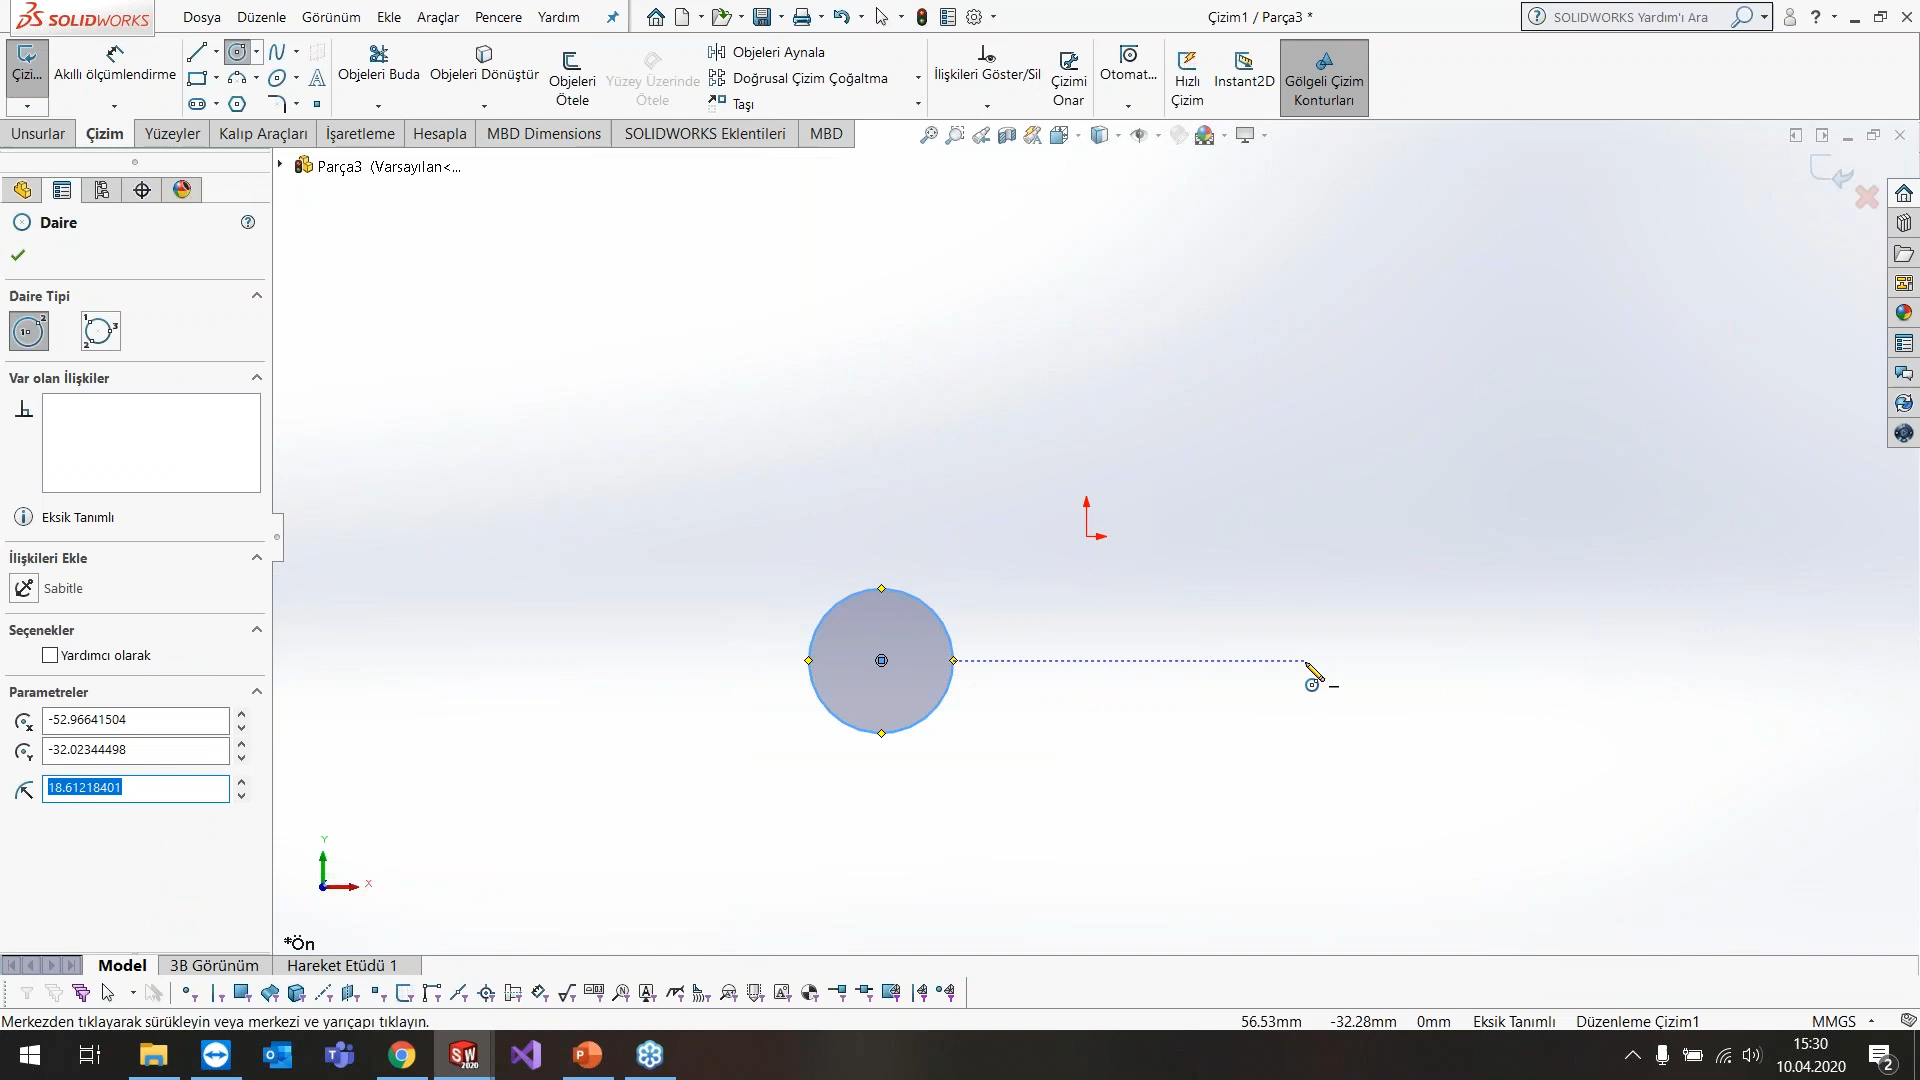 SOLIDWORKS
Dosya
Düzenle
Görünüm
Ekle
Araçlar
Pencere
Yardım
Çizim1 / Parça3 *
SOLIDWORKS Yardım'ı Ara
Çizi...
Akıllı ölçümlendirme
Objeleri Buda
Objeleri Dönüştür
Objeleri
Ötele
Yüzey Üzerinde
Ötele
Objeleri Aynala
Doğrusal Çizim Çoğaltma
Taşı
İlişkileri Göster/Sil
Çizimi
Onar
Otomat...
Hızlı
Çizim
Instant2D
Gölgeli Çizim
Konturları
Unsurlar
Çizim
Yüzeyler
Kalıp Araçları
İşaretleme
Hesapla
MBD Dimensions
SOLIDWORKS Eklentileri
MBD
Parça3 (Varsayılan<...
Daire
Daire Tipi
Var olan İlişkiler
Eksik Tanımlı
İlişkileri Ekle
Sabitle
Seçenekler
Yardımcı olarak
Parametreler
-52.96641504
-32.02344498
18.61218401
Y
X
*Ön
Model
3B Görünüm
Hareket Etüdü 1
Merkezden tıklayarak sürükleyin veya merkezi ve yarıçapı tıklayın.
56.53mm
-32.28mm
0mm
Eksik Tanımlı
Düzenleme Çizim1
MMGS
15:30
10.04.2020
2